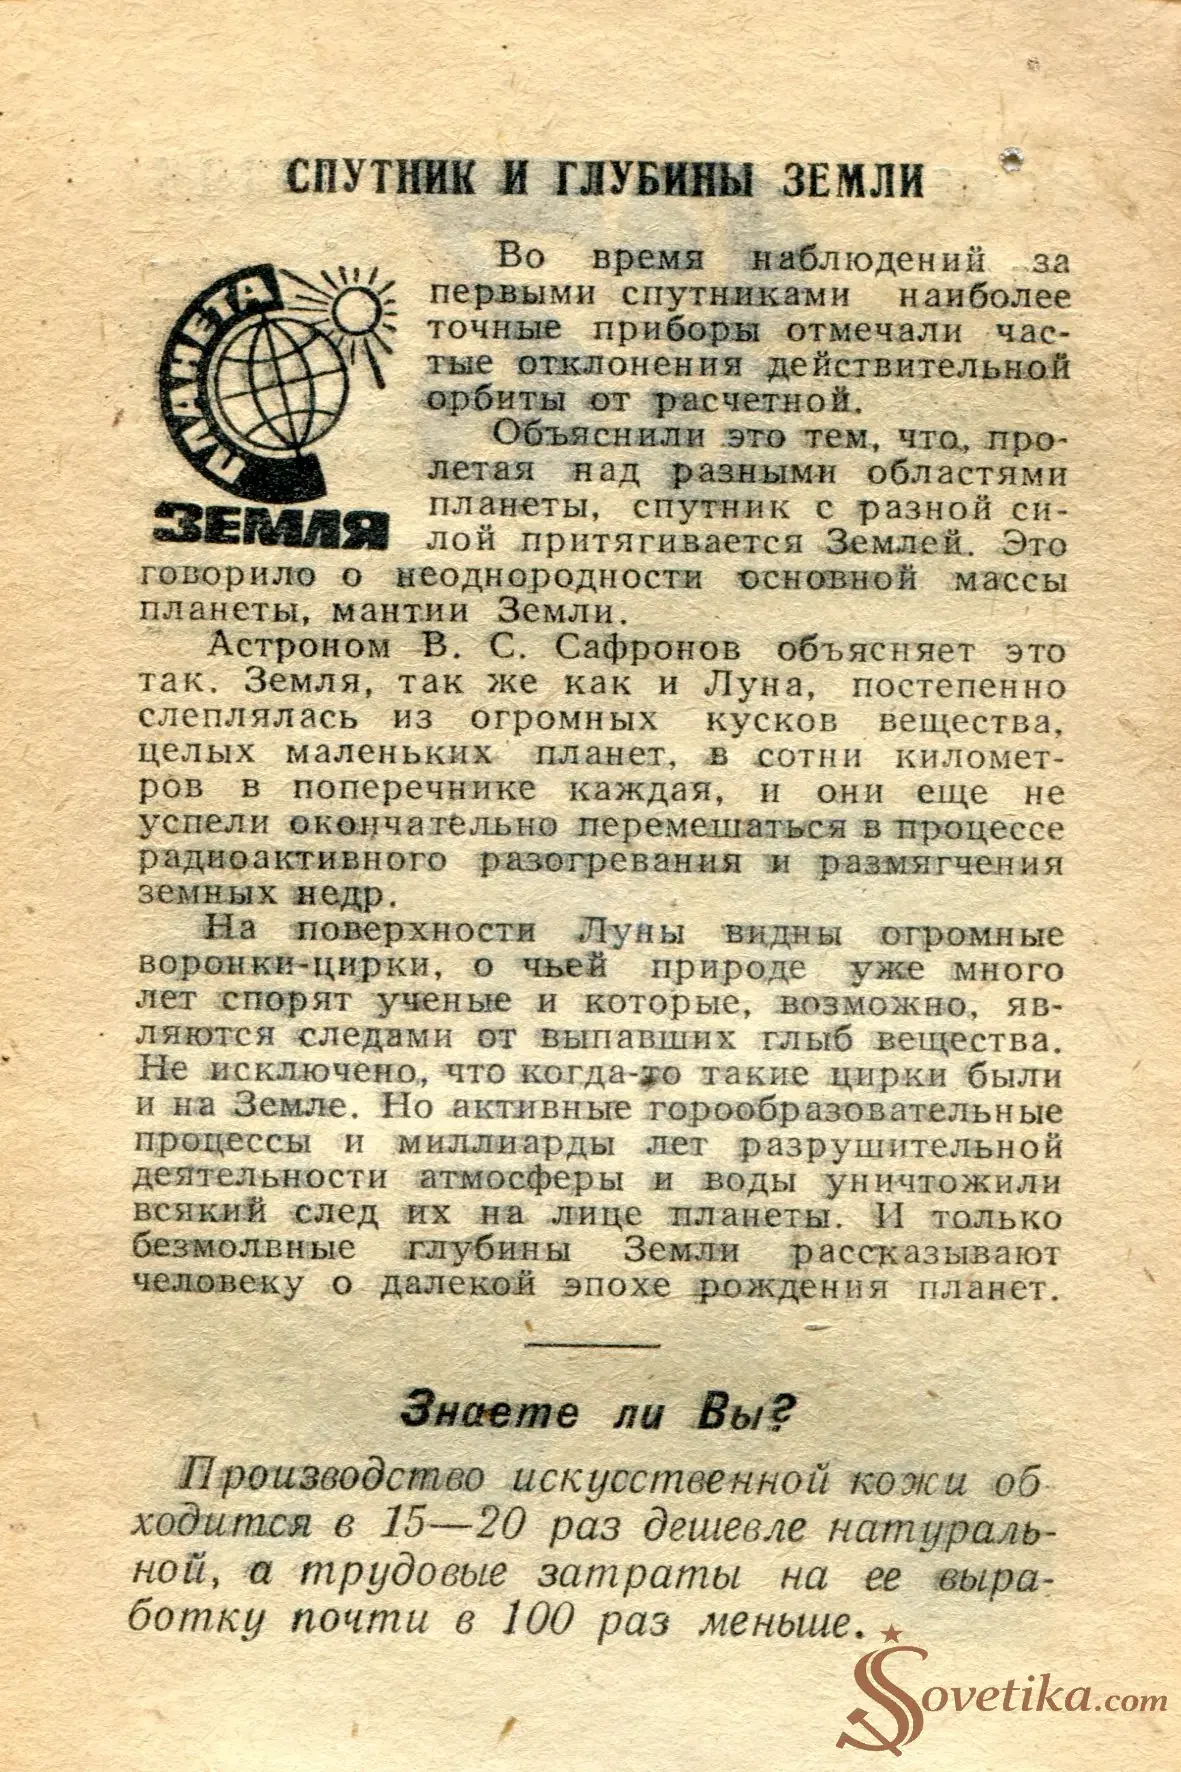 СПУТНИК И ГЛУБИНЫ ЗЕМЛИ
ПЛАНЕТА
ЗЕМЛЯ
Во время наблюдений за
первыми спутниками наиболее
точные приборы отмечали час-
тые отклонения действительной
орбиты от расчетной.
Объяснили это тем, что, про-
летая над разными областями
планеты, спутник с разной си-
лой притягивается Землей. Это
говорило о неоднородности основной массы
планеты, мантии Земли.
Астроном В. С. Сафронов объясняет это
так. Земля, так же как и Луна, постепенно
слеплялась из огромных кусков вещества,
целых маленьких планет, в сотни километ-
ров в поперечнике каждая, и они еще не
успели окончательно перемешаться в процессе
радиоактивного разогревания и размягчения
земных недр.
На поверхности Луны видны огромные
воронки-цирки, о чьей природе уже много
лет спорят ученые и которые, возможно, яв-
ляются следами от выпавших глыб вещества.
Не исключено, что когда-то такие цирки были
и на Земле. Но активные горообразовательные
процессы и миллиарды лет разрушительной
деятельности атмосферы и воды уничтожили
всякий след их на лице планеты. И только
безмолвные глубины Земли рассказывают
человеку о далекой эпохе рождения планет.
Знаете ли Вы?
Производство искусственной кожи об
ходится в 15—20 раз дешевле натураль-
ной, а трудовые затраты на ее выра-
ботку почти в 100 раз меньше.
Sovetika.com